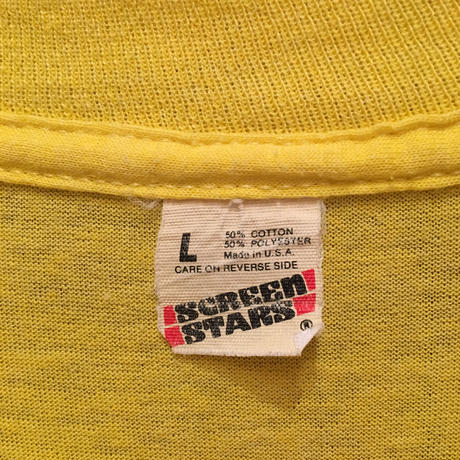 L
50% COTTON
50% POLYESTER
Made in U.S.A.
CARE ON REVERSE SIDE
SCREEN
STARS ®